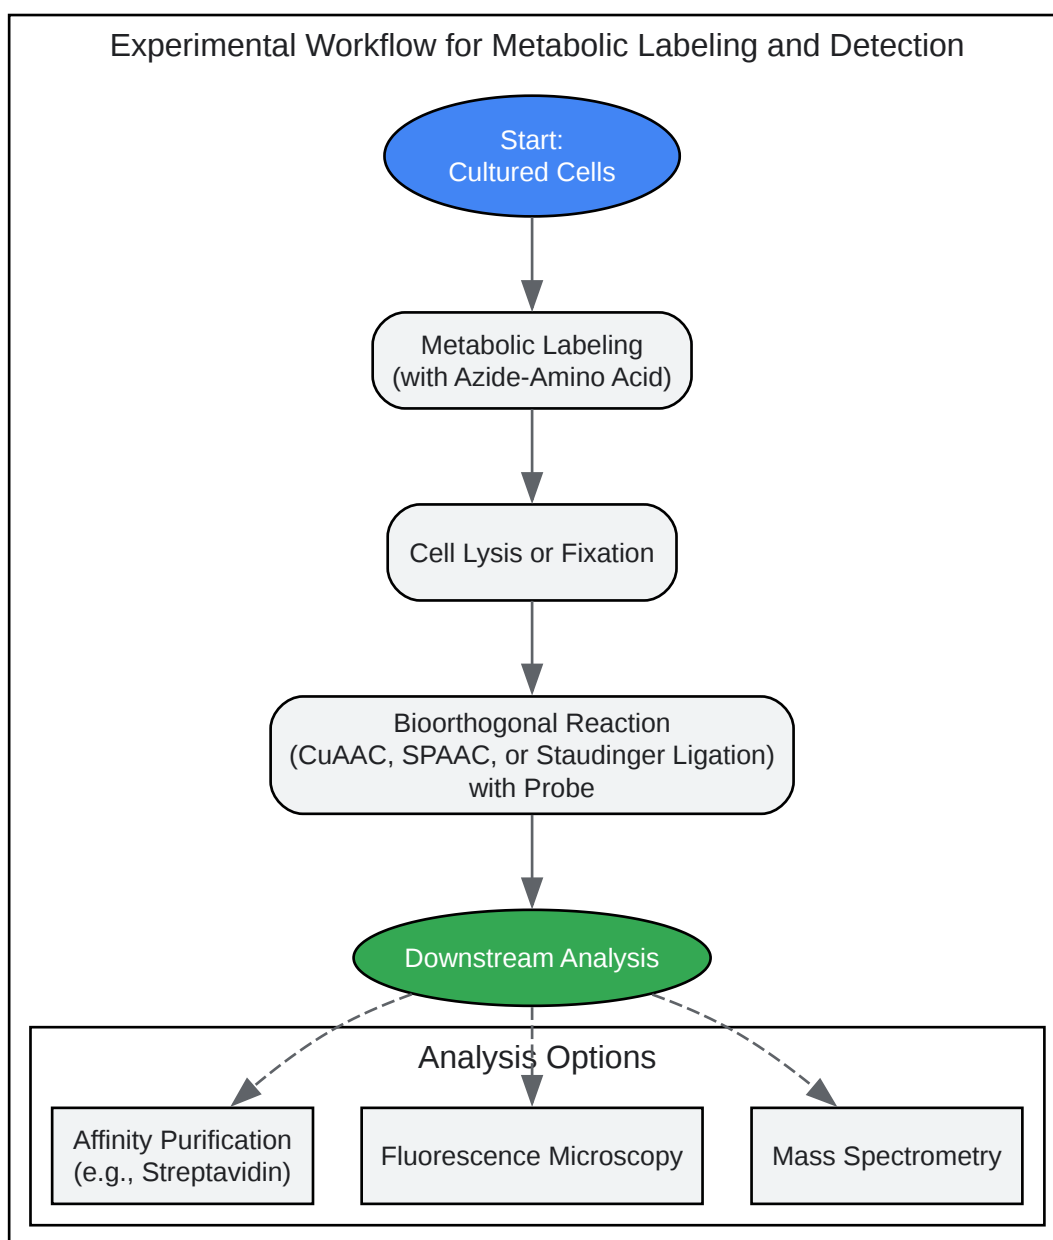 Experimental Workflow for Metabolic Labeling and Detection
Start:
Cultured Cells
Metabolic Labeling
(with Azide-Amino Acid)
Cell Lysis or Fixation
Bioorthogonal Reaction
(CuAAC, SPAAC, or Staudinger Ligation)
with Probe
Downstream Analysis
Analysis Options
Affinity Purification
(e.g., Streptavidin)
Fluorescence Microscopy
Mass Spectrometry